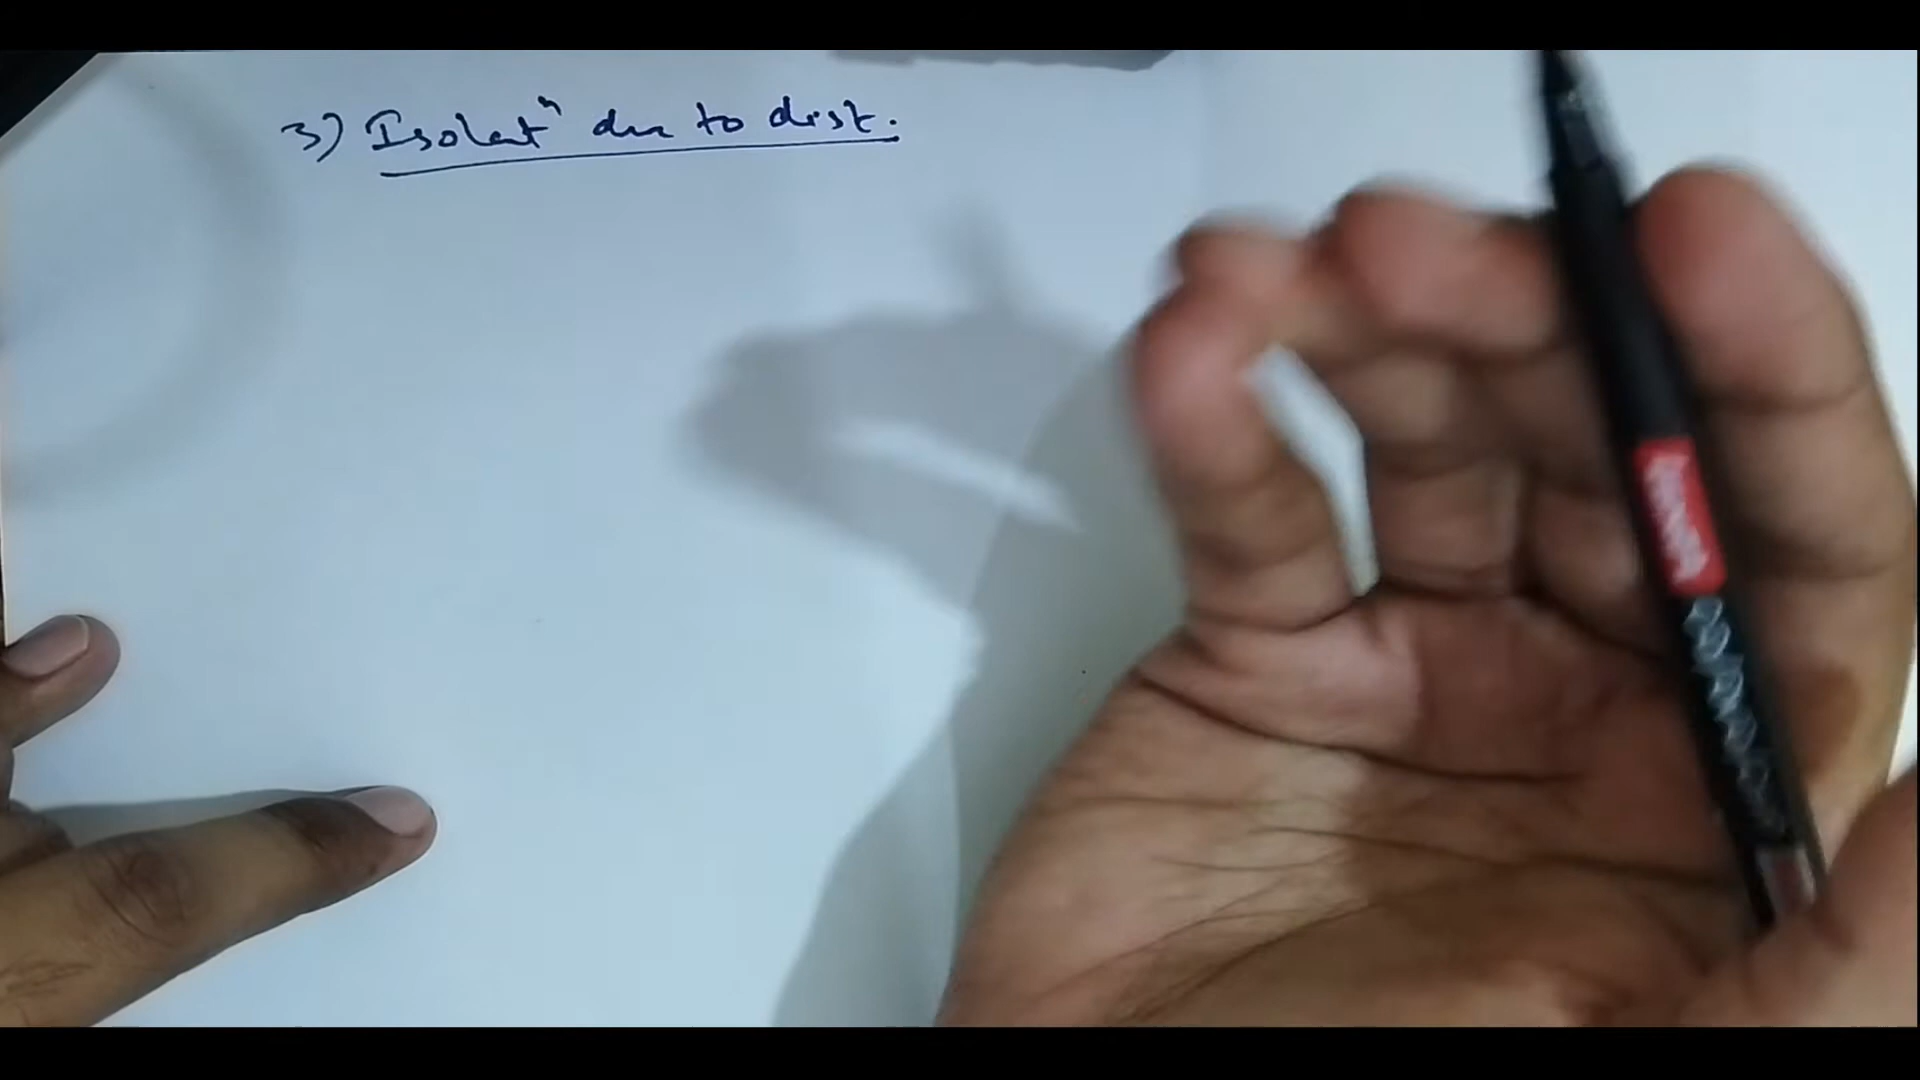 3) Isolatⁿ due to dist.